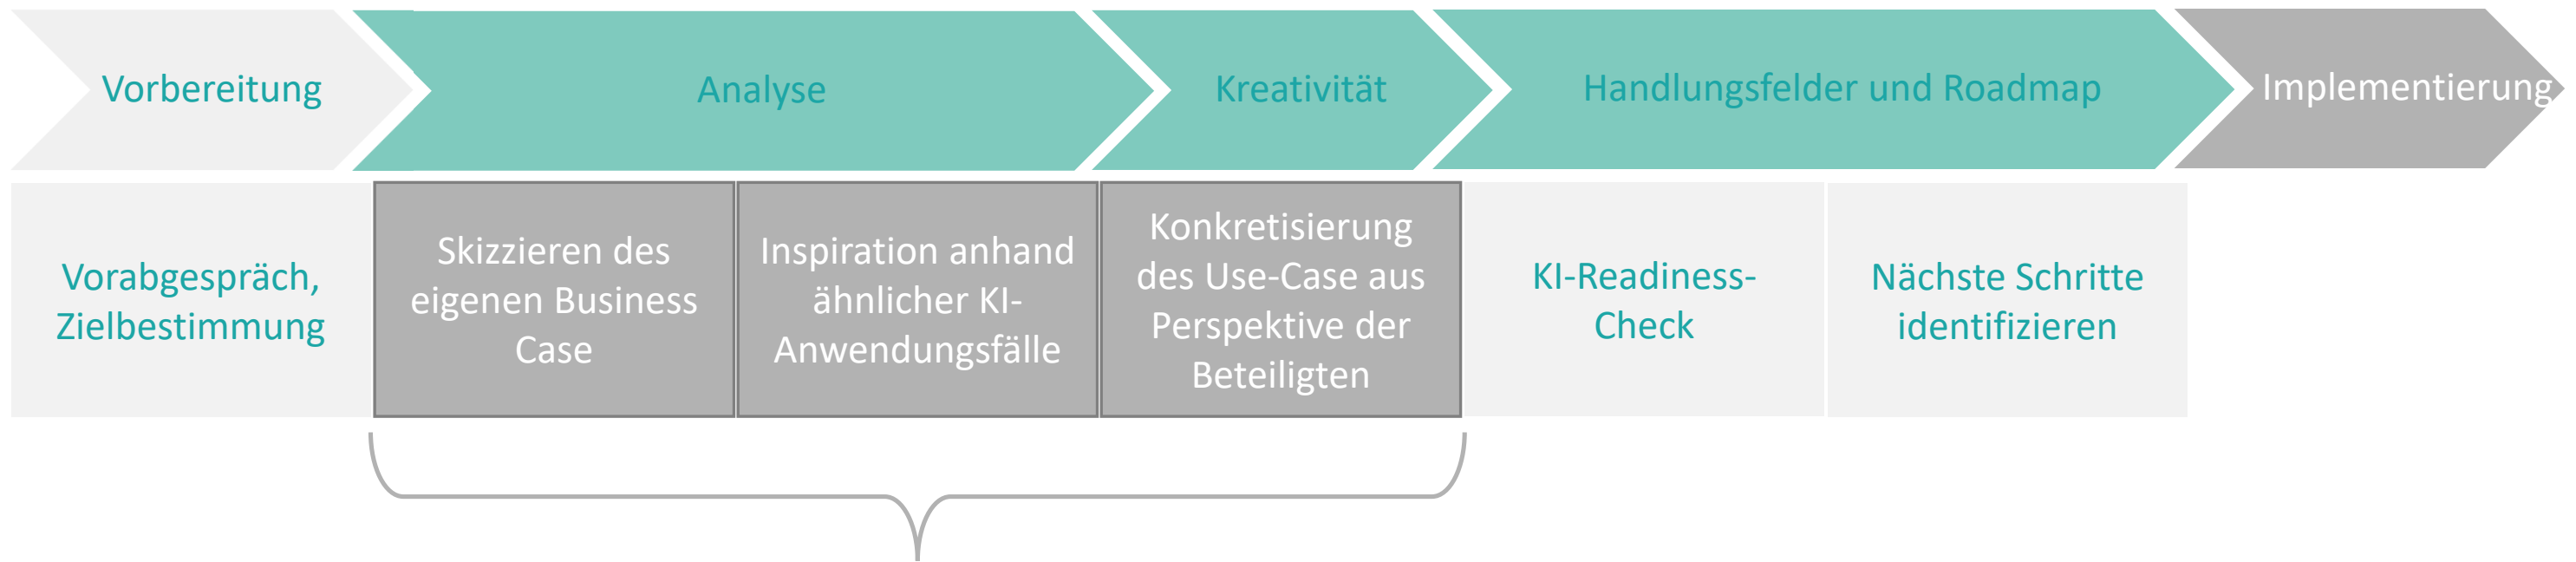 Vorbereitung
Analyse
Kreativität
Handlungsfelder und Roadmap
Implementierung
Vorabgespräch,
Zielbestimmung
Skizzieren des
eigenen Business
Case
Inspiration anhand
ähnlicher KI-
Anwendungsfälle
Konkretisierung
des Use-Case aus
Perspektive der
Beteiligten
KI-Readiness-
Check
Nächste Schritte
identifizieren